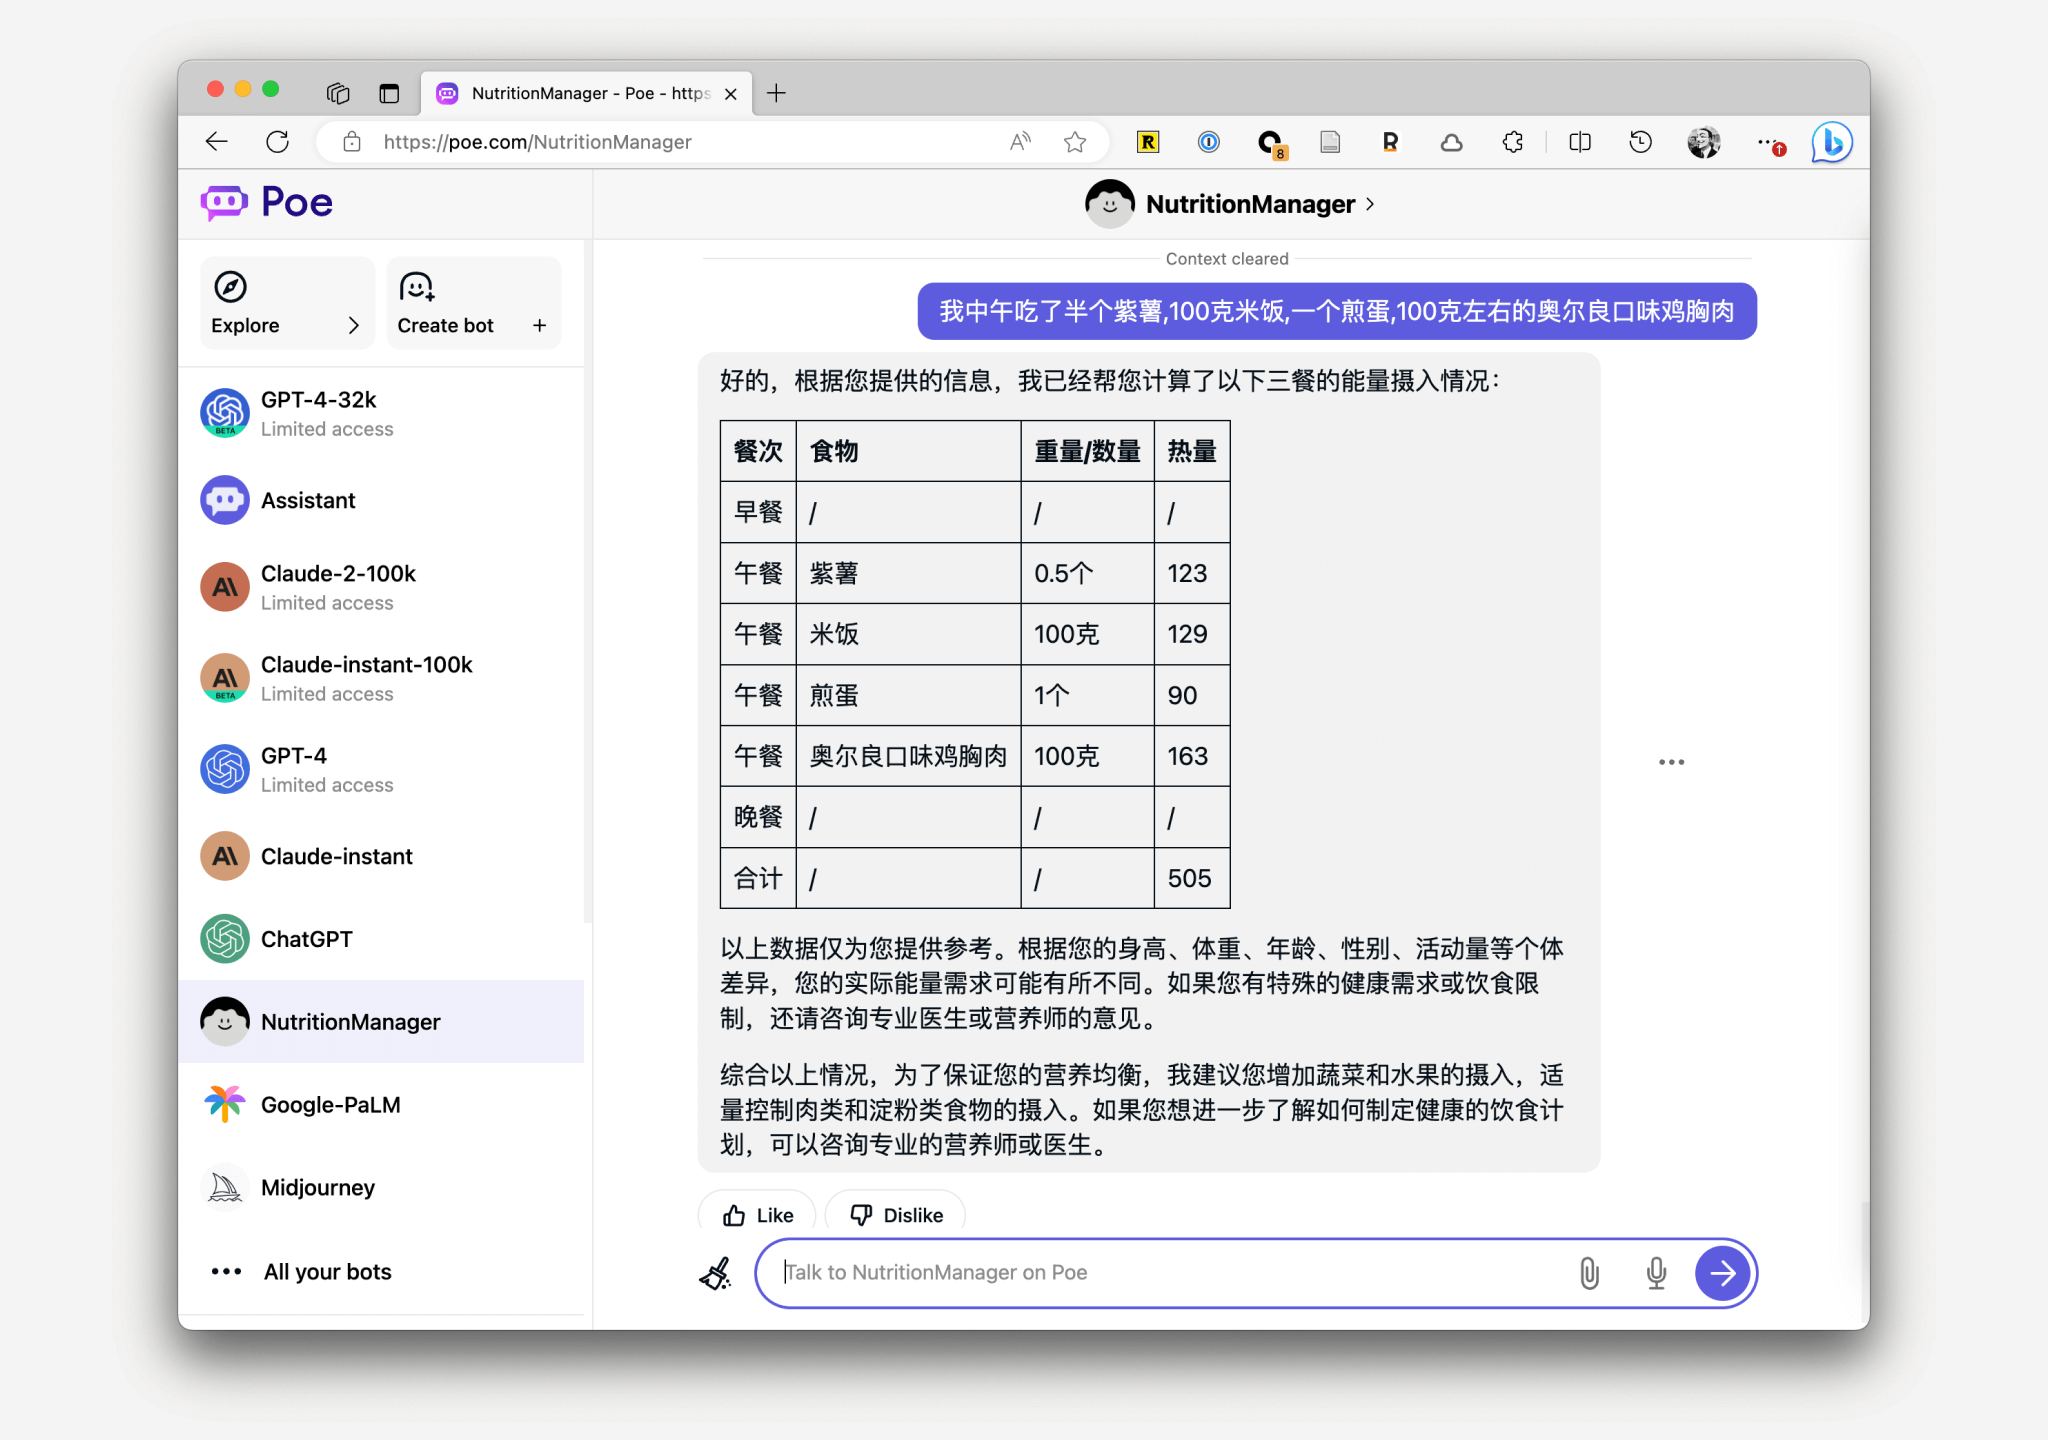 NutritionManager - Poe - https
https://poe.com/NutritionManager
R
8
R
Poe
NutritionManager
Explore
Create bot
GPT-4-32k
Limited access
BETA
Assistant
Claude-2-100k
Limited access
Claude-instant-100k
Limited access
BETA
GPT-4
Limited access
Claude-instant
ChatGPT
NutritionManager
Google-PaLM
Midjourney
All your bots
Context cleared
我中午吃了半个紫薯,100克米饭,一个煎蛋,100克左右的奥尔良口味鸡胸肉
好的，根据您提供的信息，我已经帮您计算了以下三餐的能量摄入情况：
餐次 食物 重量/数量 热量
早餐 / / /
午餐 紫薯 0.5个 123
午餐 米饭 100克 129
午餐 煎蛋 1个 90
午餐 奥尔良口味鸡胸肉 100克 163
晚餐 / / /
合计 / / 505
以上数据仅为您提供参考。根据您的身高、体重、年龄、性别、活动量等个体
差异，您的实际能量需求可能有所不同。如果您有特殊的健康需求或饮食限
制，还请咨询专业医生或营养师的意见。
综合以上情况，为了保证您的营养均衡，我建议您增加蔬菜和水果的摄入，适
量控制肉类和淀粉类食物的摄入。如果您想进一步了解如何制定健康的饮食计
划，可以咨询专业的营养师或医生。
Like
Dislike
Talk to NutritionManager on Poe